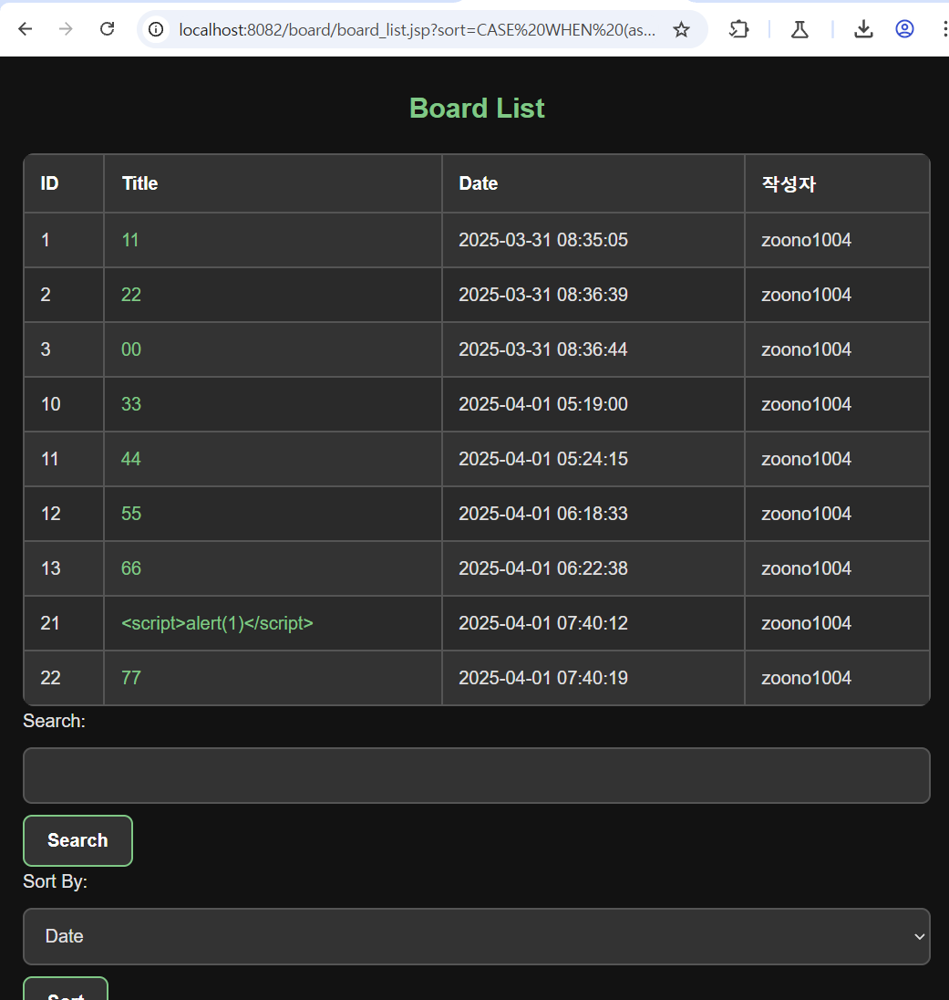 localhost:8082/board/board_list.jsp?sort=CASE%20WHEN%20(as...
Board List
ID Title Date 작성자
1 11 2025-03-31 08:35:05 zoono1004
2 22 2025-03-31 08:36:39 zoono1004
3 00 2025-03-31 08:36:44 zoono1004
10 33 2025-04-01 05:19:00 zoono1004
11 44 2025-04-01 05:24:15 zoono1004
12 55 2025-04-01 06:18:33 zoono1004
13 66 2025-04-01 06:22:38 zoono1004
21 <script>alert(1)</script> 2025-04-01 07:40:12 zoono1004
22 77 2025-04-01 07:40:19 zoono1004
Search:
Search
Sort By:
Date
Sort